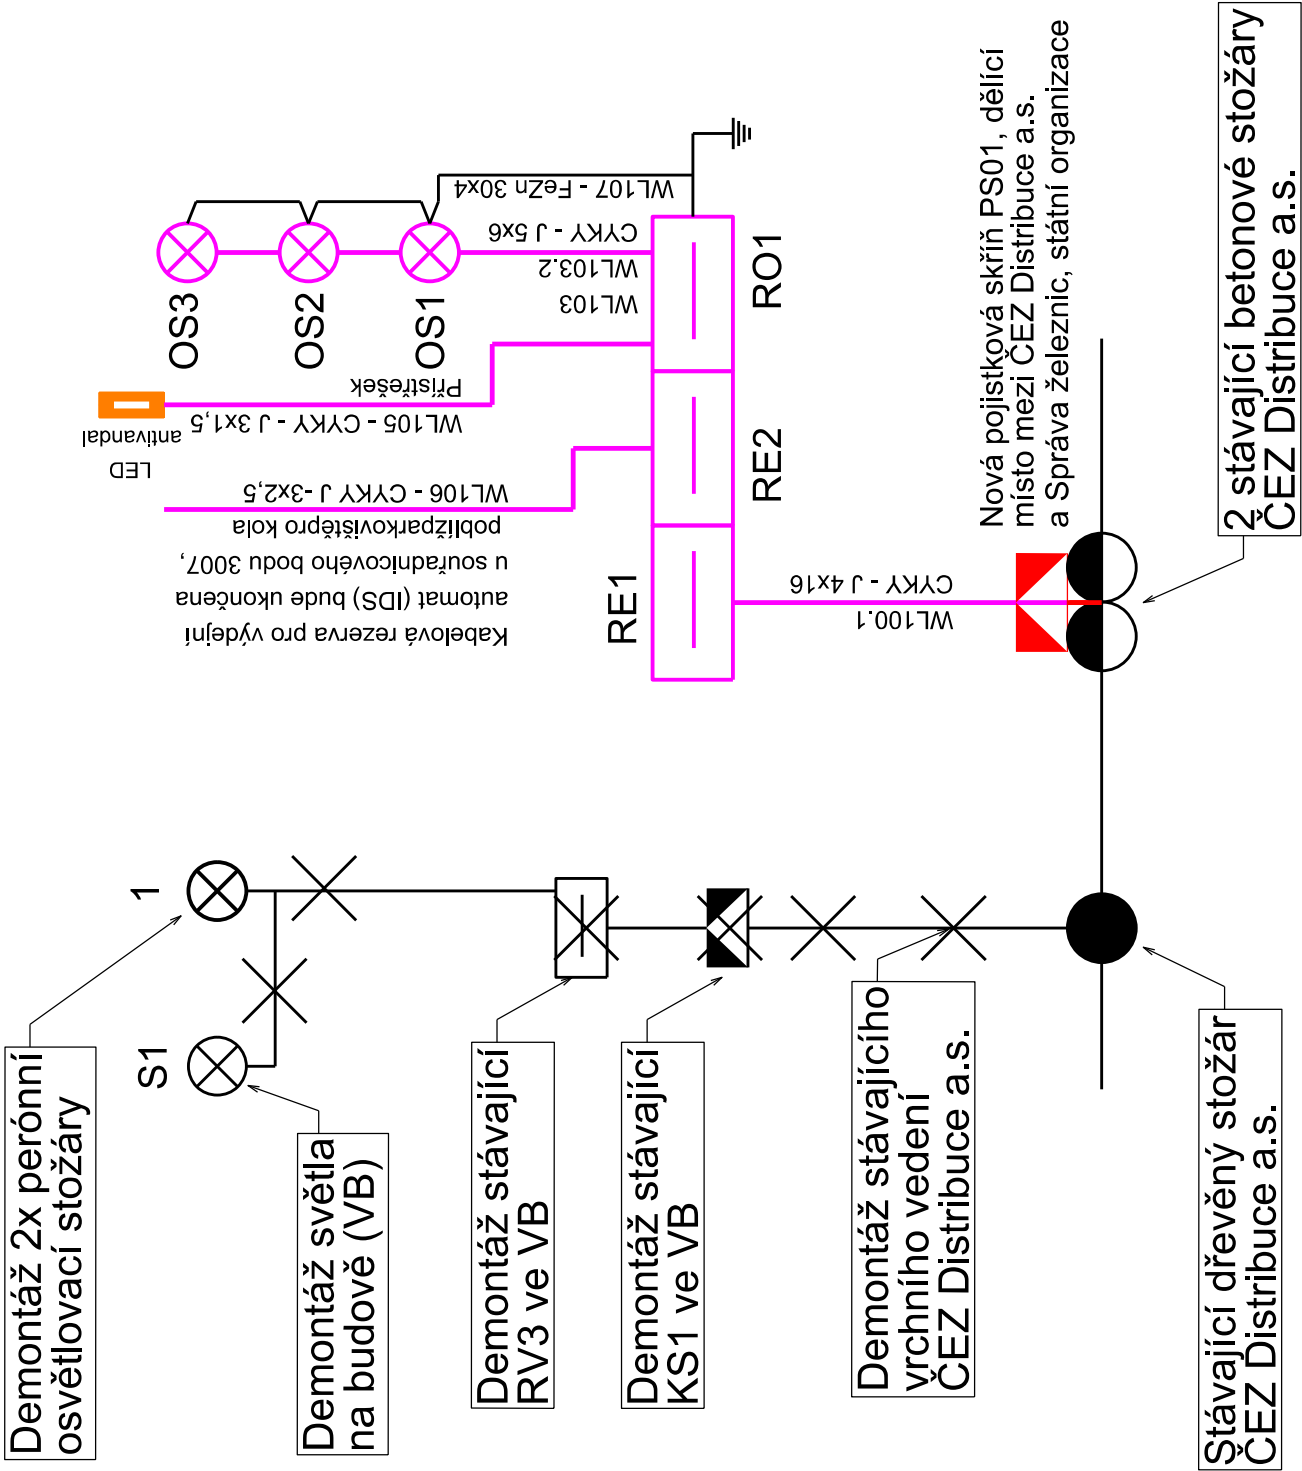 Demontáž 2x perónní
osvětlovací stožáry
1
S1
Demontáž světla
na budově (VB)
Demontáž stávající
RV3 ve VB
Demontáž stávající
KS1 ve VB
Demontáž stávajícího
vrchního vedení
ČEZ Distribuce a.s.
Stávající dřevěný stožár
ČEZ Distribuce a.s.
OS3
OS2
OS1
WL107 - FeZn 30x4
CYKY - J 5x6
WL103.2
WL103
Přístřešek
WL105 - CYKY - J 3x1,5
antivandal
LED
WL106 - CYKY J -3x2,5
poblížparkovištěpro kola
u souřadnicového bodu 3007,
automat (IDS) bude ukončena
Kabelová rezerva pro výdejní
RE1
RE2
RO1
CYKY - J 4x16
WL100.1
Nová pojistková skříň PS01, dělící
místo mezi ČEZ Distribuce a.s.
a Správa železnic, státní organizace
2 stávající betonové stožáry
ČEZ Distribuce a.s.